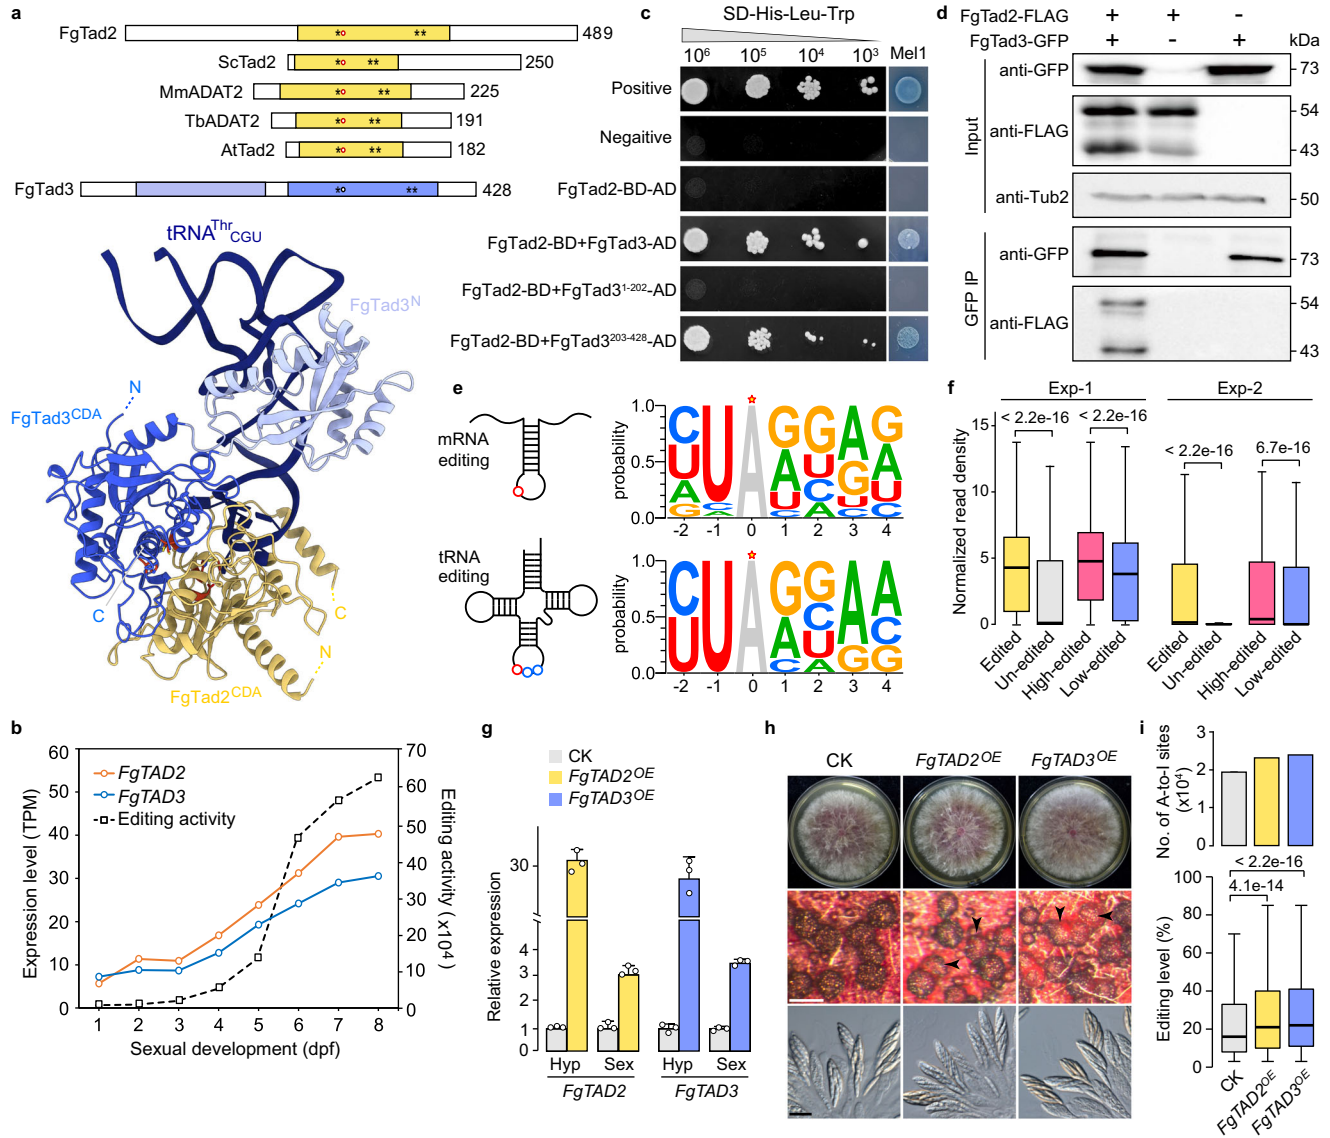 a
FgTad2
489
ScTad2
250
MmADAT2
225
TbADAT2
191
AtTad2
182
FgTad3
428
** 
tRNAThrCGU
FgTad3N
N
FgTad3CDA
C
C
N
FgTad2CDA
b
Expression level (TPM)
60
50
40
30
20
10
0
FgTAD2
FgTAD3
Editing activity
70
60
50
40
30
20
10
0
Editing activity (x10⁴)
1 2 3 4 5 6 7 8
Sexual development (dpf)
c
SD-His-Leu-Trp
10⁶ 10⁵ 10⁴ 10³ Mel1
Positive
Negaitive
FgTad2-BD-AD
FgTad2-BD+FgTad3-AD
FgTad2-BD+FgTad3¹⁻²⁰²-AD
FgTad2-BD+FgTad3²⁰³⁻⁴²⁸-AD
d
FgTad2-FLAG + + -
FgTad3-GFP + - + kDa
Input
anti-GFP 73
anti-FLAG 54
43
anti-Tub2 50
GFP IP
anti-GFP 73
anti-FLAG 54
43
e
mRNA
editing
probability
1.0
0.5
0.0
C U A G G A G
U A U G A
A C U C U U
G A C A C C
-2 -1 0 1 2 3 4
tRNA
editing
probability
1.0
0.5
0.0
C U A G G A A
U A C C
C U G G
A
-2 -1 0 1 2 3 4
f
Exp-1 Exp-2
Normalized read density
15
10
5
0
< 2.2e-16 < 2.2e-16
< 2.2e-16 6.7e-16
Edited Un-edited High-edited Low-edited
Edited Un-edited High-edited Low-edited
g
CK
FgTAD2OE
FgTAD3OE
Relative expression
30
4
3
2
1
0
Hyp Sex Hyp Sex
FgTAD2 FgTAD3
h
CK FgTAD2OE FgTAD3OE
i
No. of A-to-I sites
(x10⁴)
3
2
1
0
< 2.2e-16
4.1e-14
Editing level (%)
100
80
60
40
20
0
CK FgTAD2OE FgTAD3OE